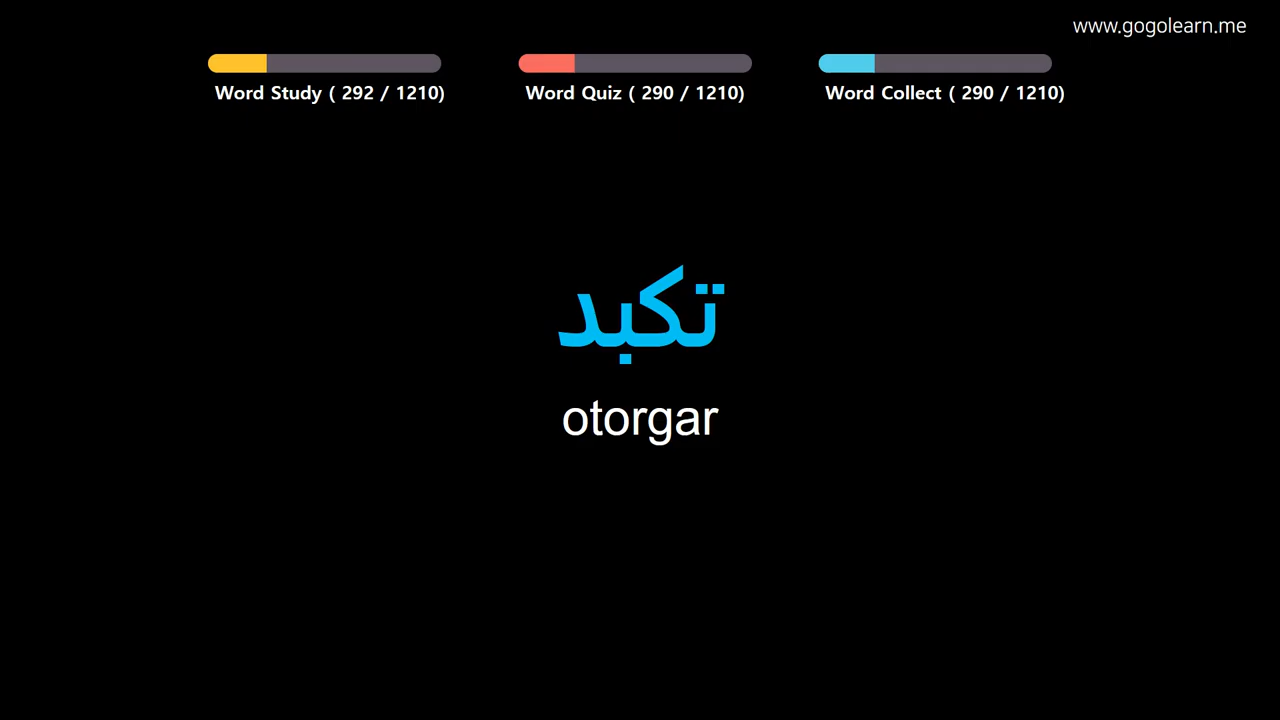 www.gogolearn.me
Word Study ( 292 / 1210)
Word Quiz ( 290 / 1210)
Word Collect ( 290 / 1210)
تكبد
otorgar